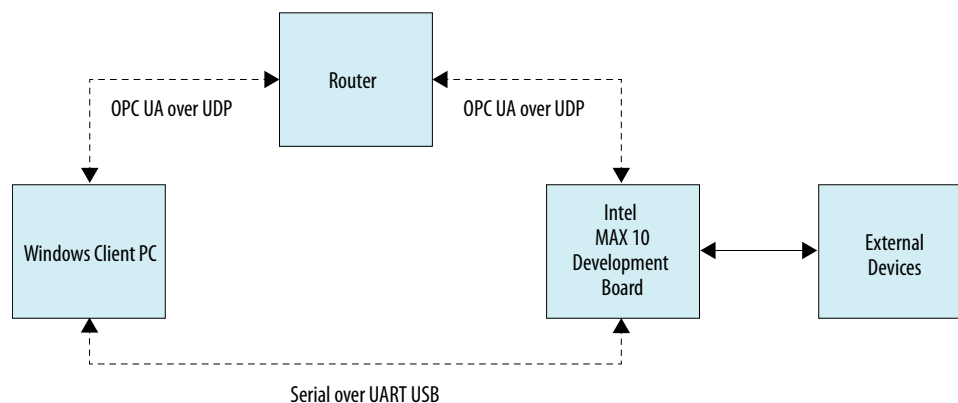 Router
OPC UA over UDP
OPC UA over UDP
Windows Client PC
Intel
MAX 10
Development
Board
External
Devices
Serial over UART USB